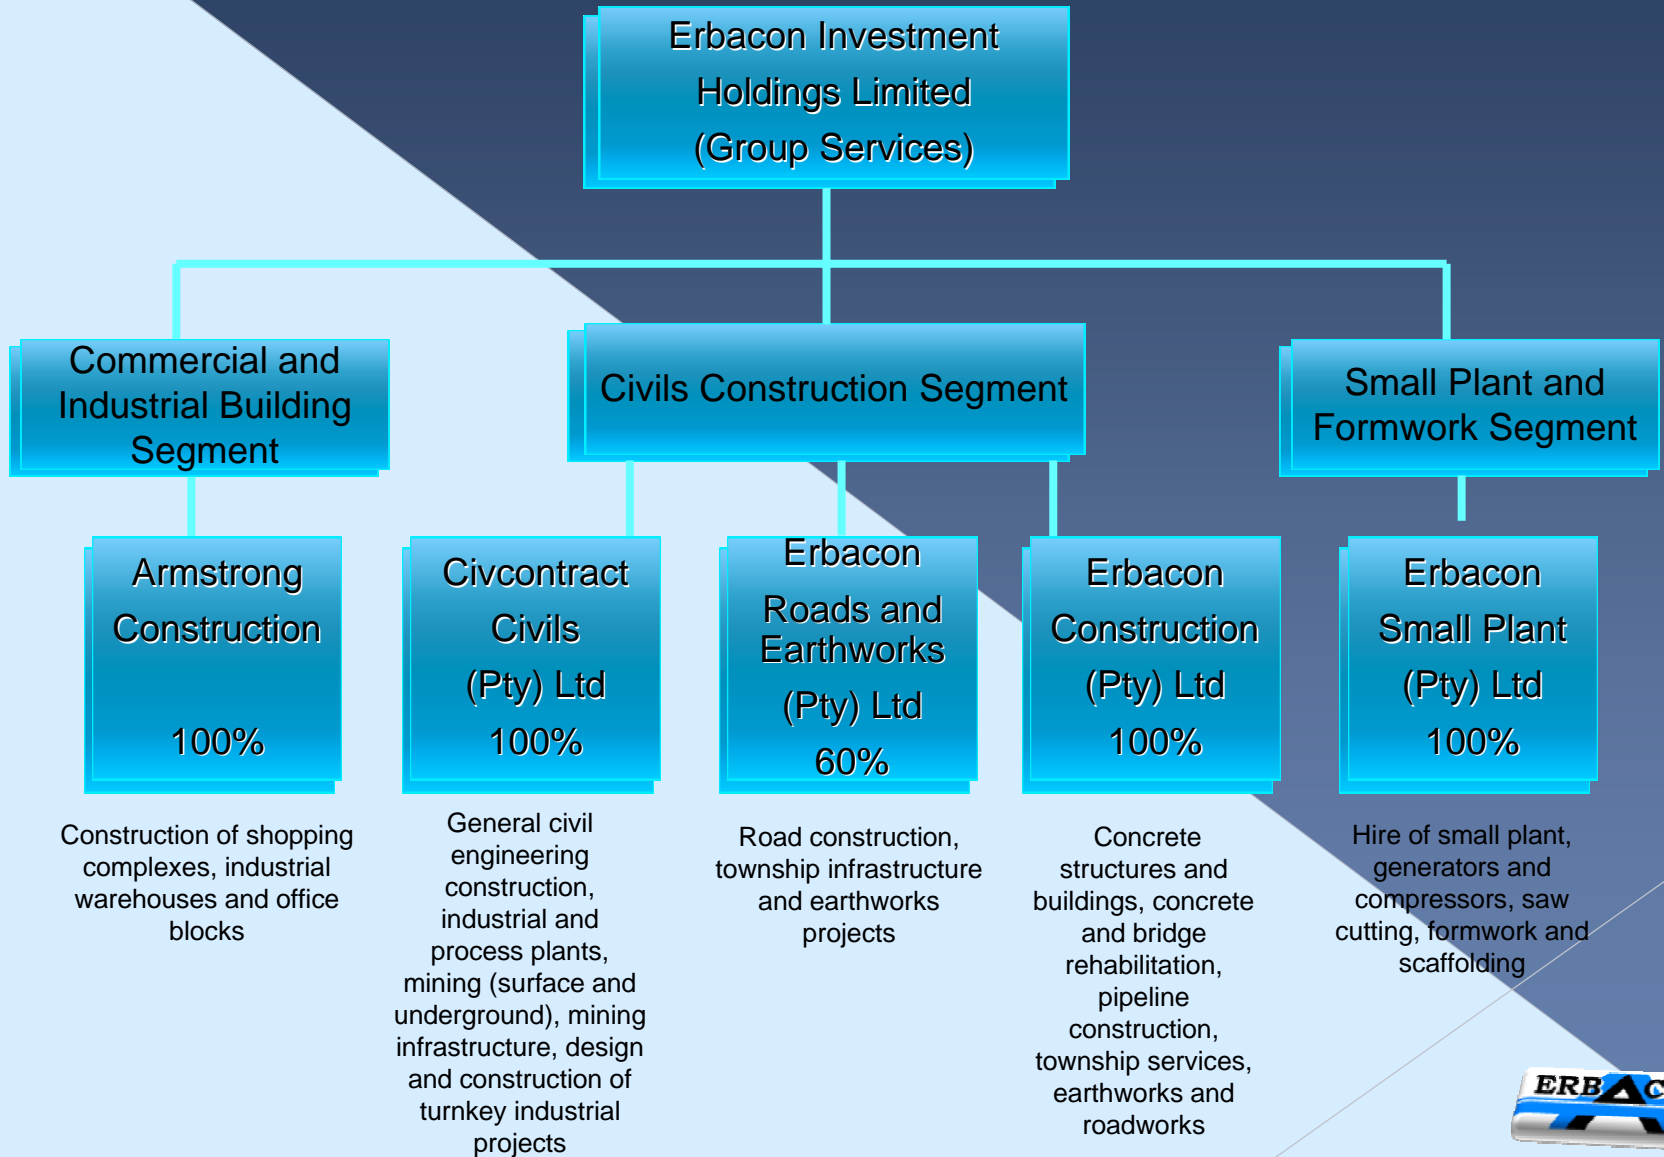 Erbacon Investment
Holdings Limited
(Group Services)
Commercial and
Industrial Building
Segment
Civils Construction Segment
Small Plant and
Formwork Segment
Armstrong
Construction
100%
Civcontract
Civils
(Pty) Ltd
100%
Erbacon
Roads and
Earthworks
(Pty) Ltd
60%
Erbacon
Construction
(Pty) Ltd
100%
Erbacon
Small Plant
(Pty) Ltd
100%
Construction of shopping
complexes, industrial
warehouses and office
blocks
General civil
engineering
construction,
industrial and
process plants,
mining (surface and
underground), mining
infrastructure, design
and construction of
turnkey industrial
projects
Road construction,
township infrastructure
and earthworks
projects
Concrete
structures and
buildings, concrete
and bridge
rehabilitation,
pipeline
construction,
township services,
earthworks and
roadworks
Hire of small plant,
generators and
compressors, saw
cutting, formwork and
scaffolding
ERBAC